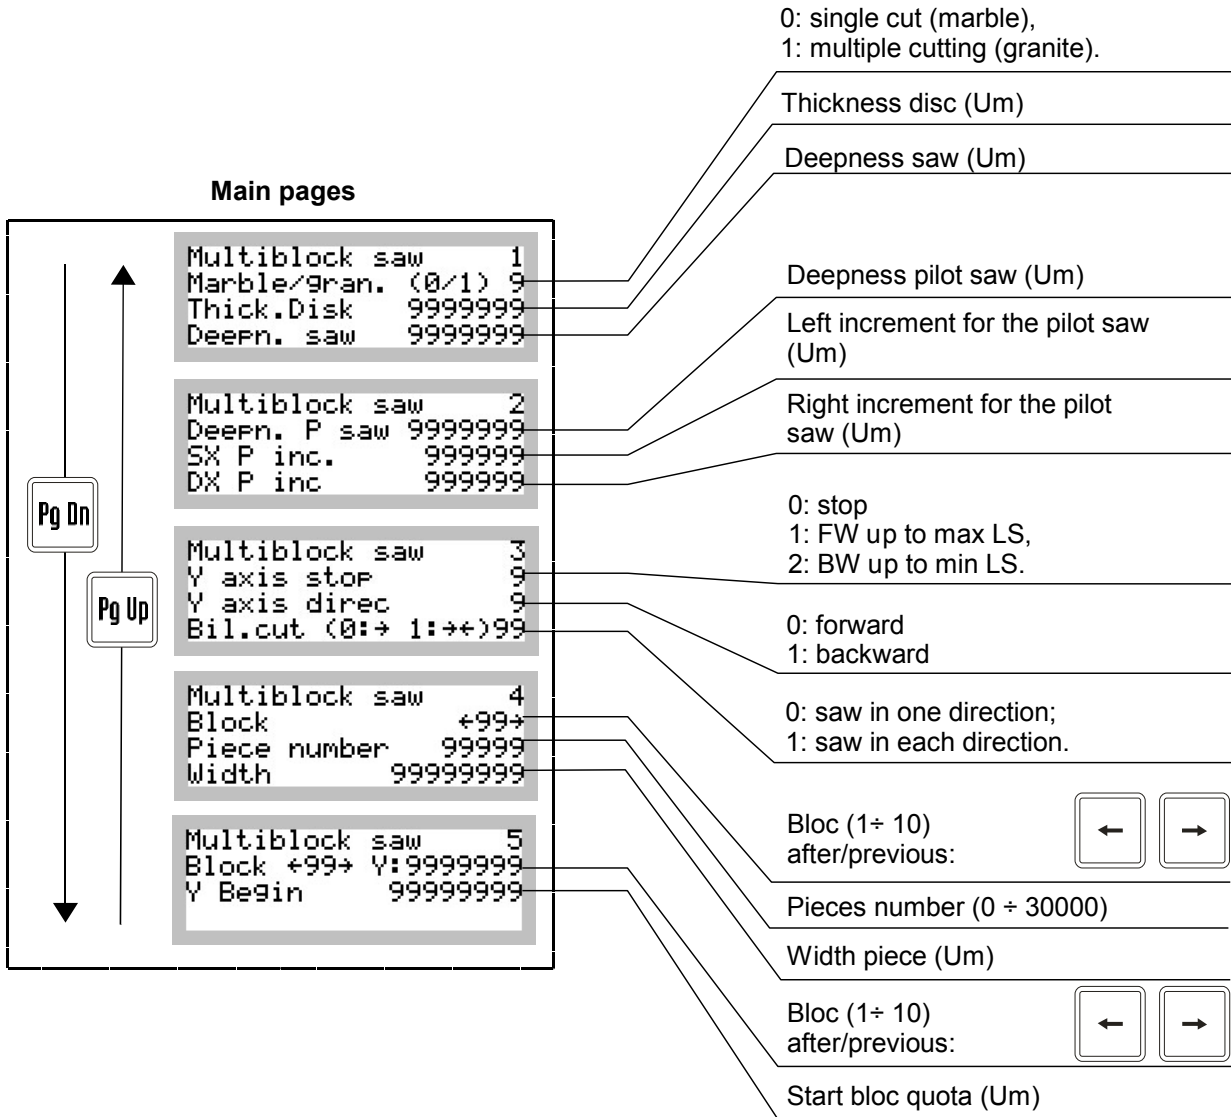 0: single cut (marble),
1: multiple cutting (granite).
Thickness disc (Um)
Deepness saw (Um)
Main pages
Multiblock saw 1
Marble/gran. (0/1) 9
Thick.Disk 9999999
Deepn. saw 9999999
Deepness pilot saw (Um)
Left increment for the pilot saw
(Um)
Right increment for the pilot
saw (Um)
Multiblock saw 2
Deepn. P saw 9999999
SX P inc. 999999
DX P inc 999999
Pg Dn
Pg Up
0: stop
1: FW up to max LS,
2: BW up to min LS.
Multiblock saw 3
Y axis stop 9
Y axis direc 9
Bil.cut (0:→ 1:→←)99
0: forward
1: backward
0: saw in one direction;
1: saw in each direction.
Multiblock saw 4
Block ←99→
Piece number 99999
Width 99999999
Bloc (1÷ 10)
after/previous:
← →
Pieces number (0 ÷ 30000)
Width piece (Um)
Multiblock saw 5
Block ←99→ Y:9999999
Y Begin 99999999
Bloc (1÷ 10)
after/previous:
← →
Start bloc quota (Um)